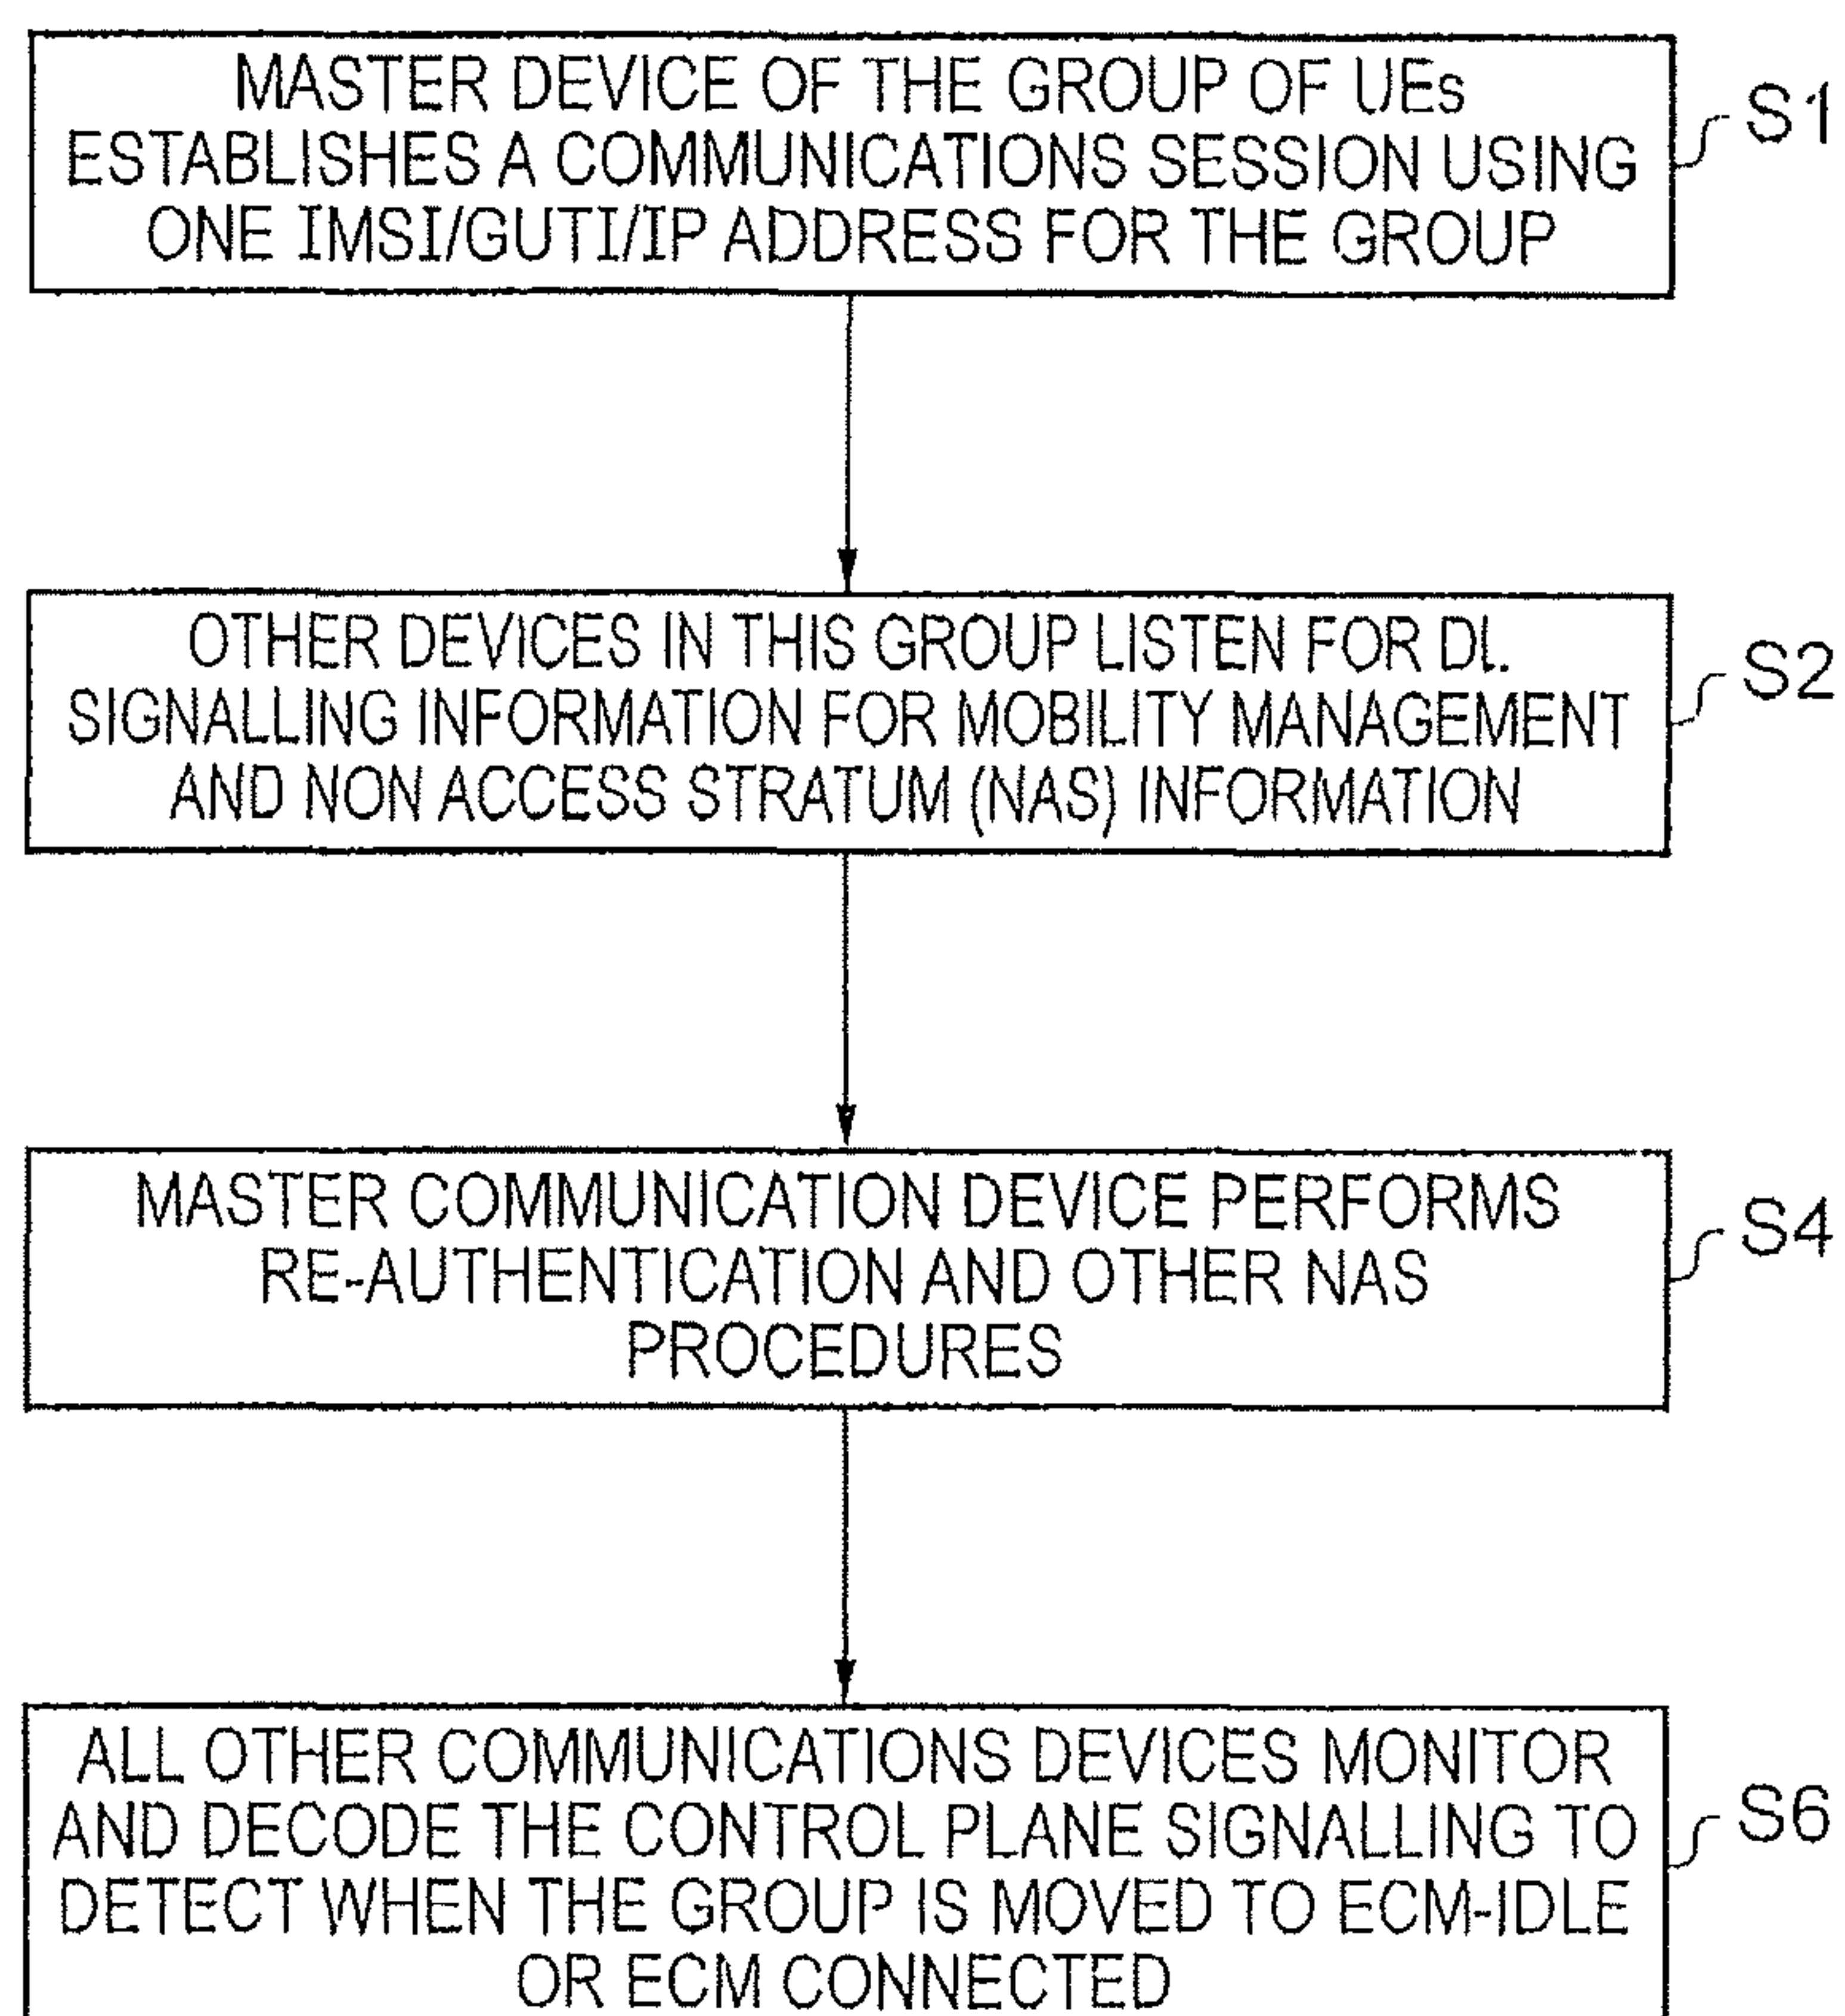 MASTER DEVICE OF THE GROUP OF UEs
ESTABLISHES A COMMUNICATIONS SESSION USING
ONE IMSI/GUTI/IP ADDRESS FOR THE GROUP
S1
OTHER DEVICES IN THIS GROUP LISTEN FOR DL
SIGNALLING INFORMATION FOR MOBILITY MANAGEMENT
AND NON ACCESS STRATUM (NAS) INFORMATION
S2
MASTER COMMUNICATION DEVICE PERFORMS
RE-AUTHENTICATION AND OTHER NAS
PROCEDURES
S4
ALL OTHER COMMUNICATIONS DEVICES MONITOR
AND DECODE THE CONTROL PLANE SIGNALLING TO
DETECT WHEN THE GROUP IS MOVED TO ECM-IDLE
OR ECM CONNECTED
S6